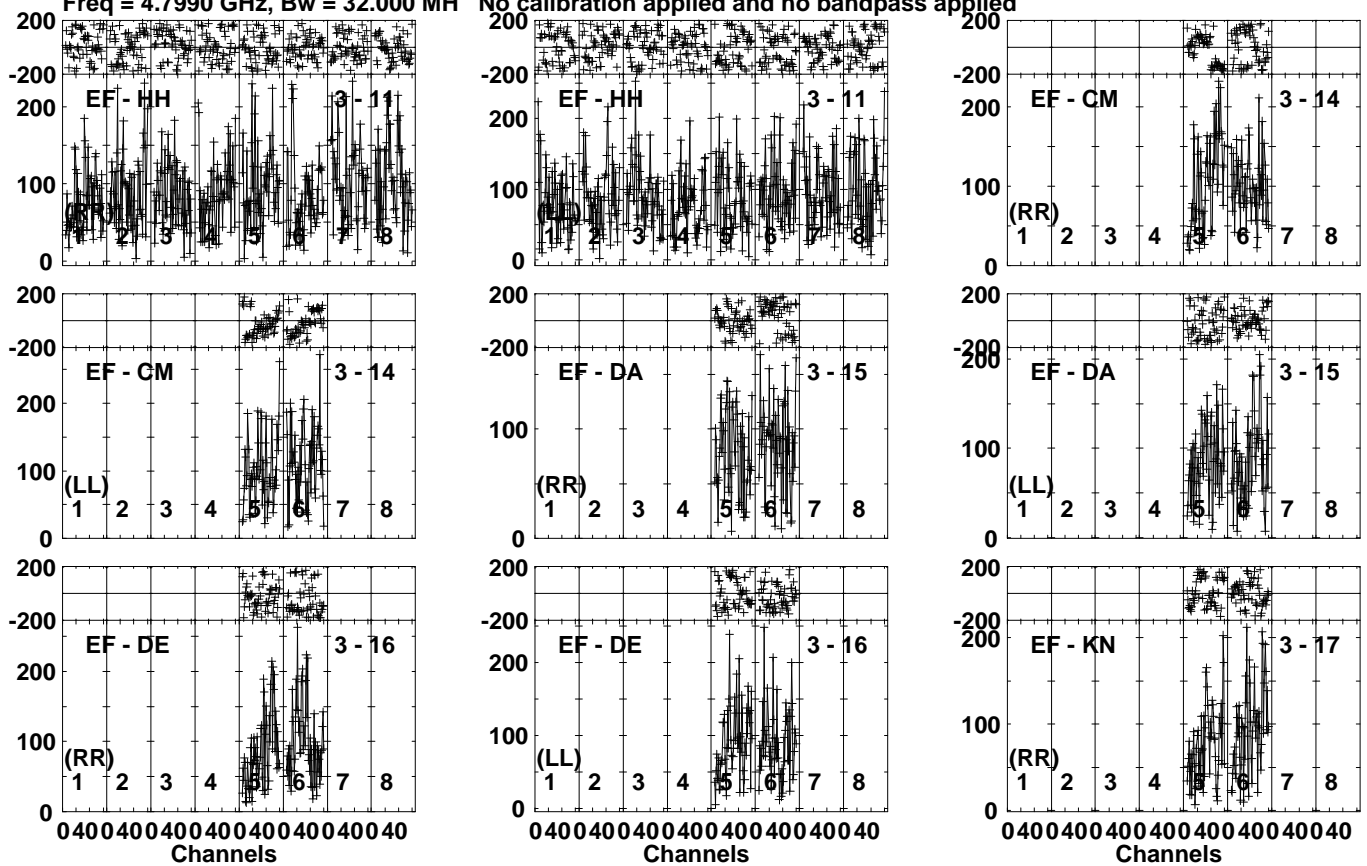 Freq = 4.7990 GHz, Bw = 32.000 MH No calibration applied and no bandpass applied
200
-200
EF - HH 3 - 11
200
100
0
(RR)
1 2 3 4 5 6 7 8
200
-200
EF - HH 3 - 11
200
100
0
(LL)
1 2 3 4 5 6 7 8
200
-200
EF - CM 3 - 14
200
100
0
(RR)
1 2 3 4 5 6 7 8
200
-200
EF - CM 3 - 14
200
100
0
(LL)
1 2 3 4 5 6 7 8
200
-200
EF - DA 3 - 15
100
0
(RR)
1 2 3 4 5 6 7 8
200
-200
EF - DA 3 - 15
200
100
0
(LL)
1 2 3 4 5 6 7 8
200
-200
EF - DE 3 - 16
200
100
0
(RR)
1 2 3 4 5 6 7 8
0 40 0 40 0 40 0 40 0 40 0 40 0 40 0 40
Channels
200
-200
EF - DE 3 - 16
200
100
0
(LL)
1 2 3 4 5 6 7 8
0 40 0 40 0 40 0 40 0 40 0 40 0 40 0 40
Channels
200
-200
EF - KN 3 - 17
200
100
0
(RR)
1 2 3 4 5 6 7 8
0 40 0 40 0 40 0 40 0 40 0 40 0 40 0 40
Channels